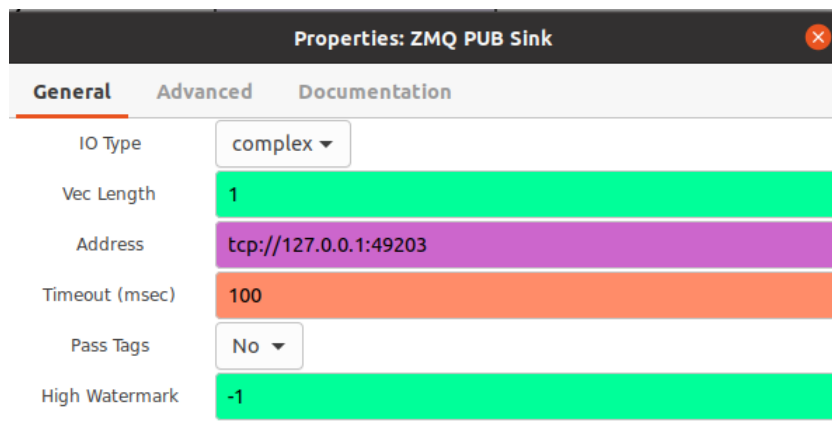 Properties: ZMQ PUB Sink
General Advanced Documentation
IO Type complex
Vec Length 1
Address tcp://127.0.0.1:49203
Timeout (msec) 100
Pass Tags No
High Watermark -1